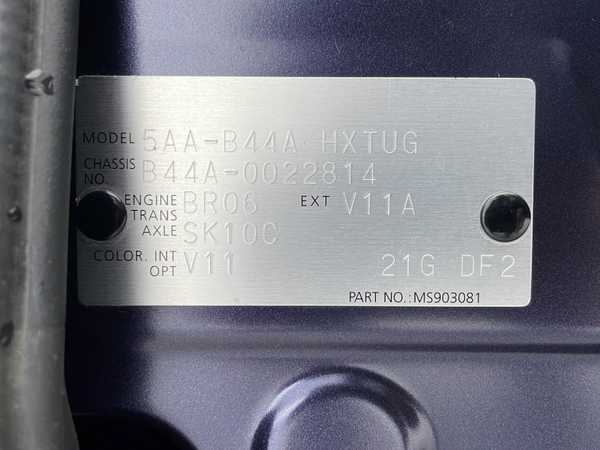 MODEL 5AA-B44A HXTUG
CHASSIS NO. B44A-0022814
ENGINE BR06 EXT V11A
TRANS AXLE SK10C
COLOR. INT OPT V11 21G DF2
PART NO.:MS903081